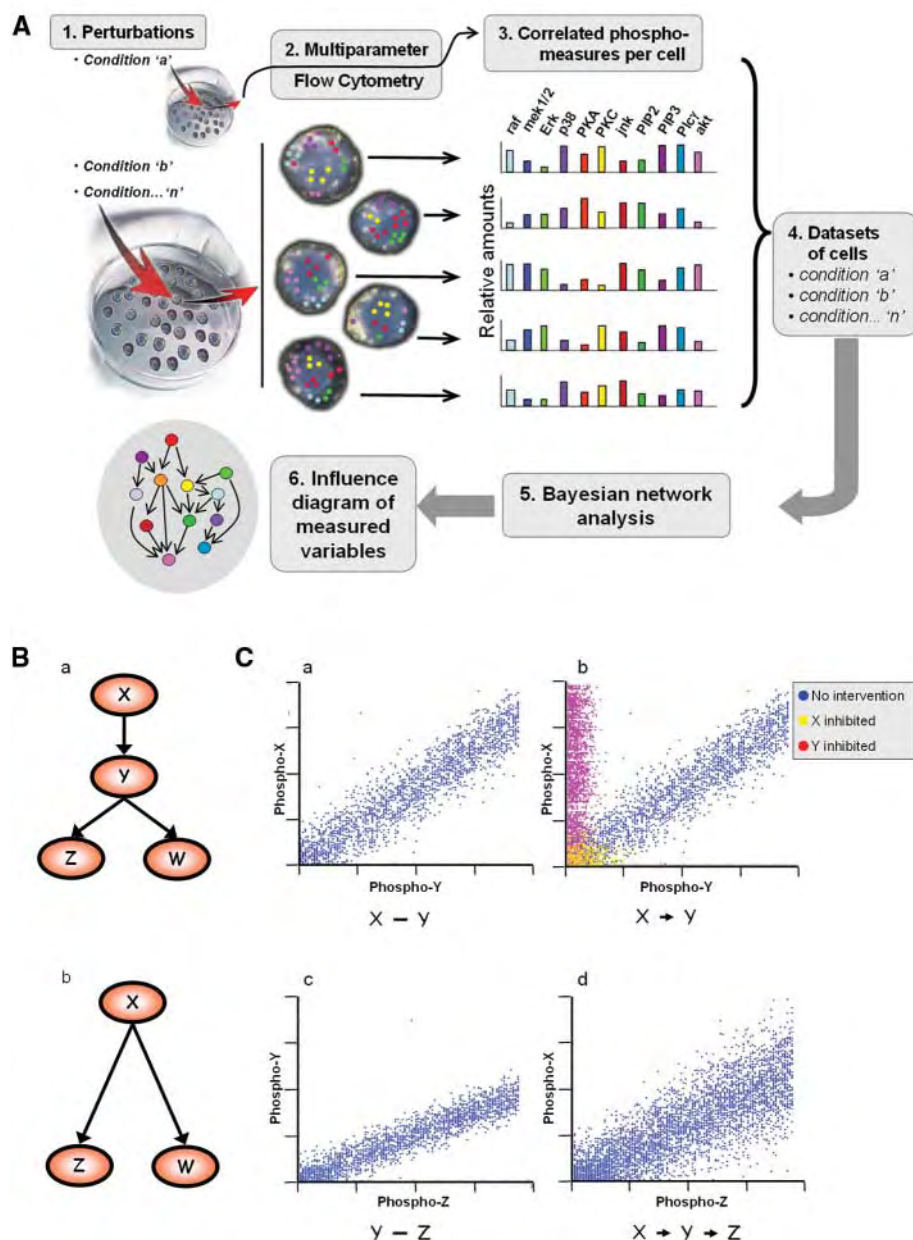 A
1. Perturbations
• Condition 'a'
• Condition 'b'
• Condition... 'n'
2. Multiparameter
Flow Cytometry
3. Correlated phospho-
measures per cell
raf
mek1/2
Erk
p38
PKA
PKC
jnk
PIP2
PIP3
Plcγ
akt
Relative amounts
4. Datasets
of cells
• condition 'a'
• condition 'b'
• condition... 'n'
5. Bayesian network
analysis
6. Influence
diagram of
measured
variables
B
a
X
Y
Z
W
b
X
Z
W
C
a
Phospho-X
Phospho-Y
X – Y
b
Phospho-X
Phospho-Y
X → Y
No intervention
X inhibited
Y inhibited
c
Phospho-Y
Phospho-Z
Y – Z
d
Phospho-X
Phospho-Z
X → Y → Z